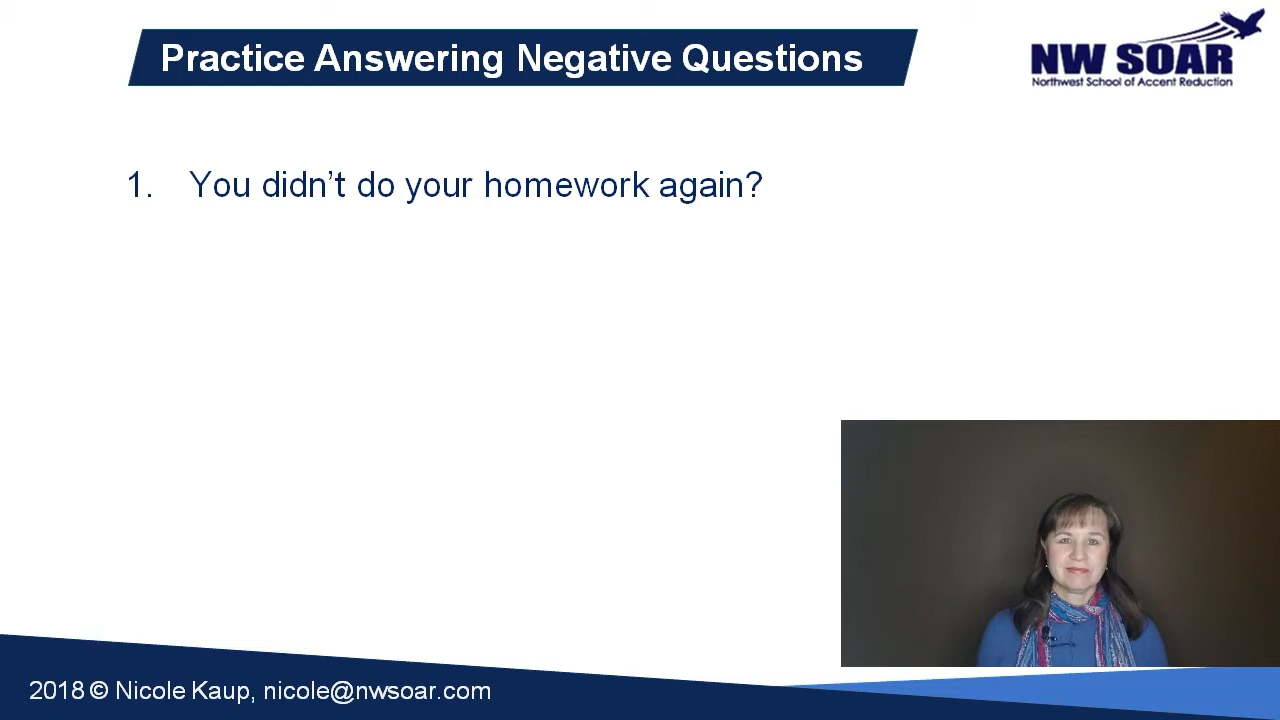 Practice Answering Negative Questions
NW SOAR
Northwest School of Accent Reduction
1. You didn’t do your homework again?
2018 © Nicole Kaup, nicole@nwsoar.com